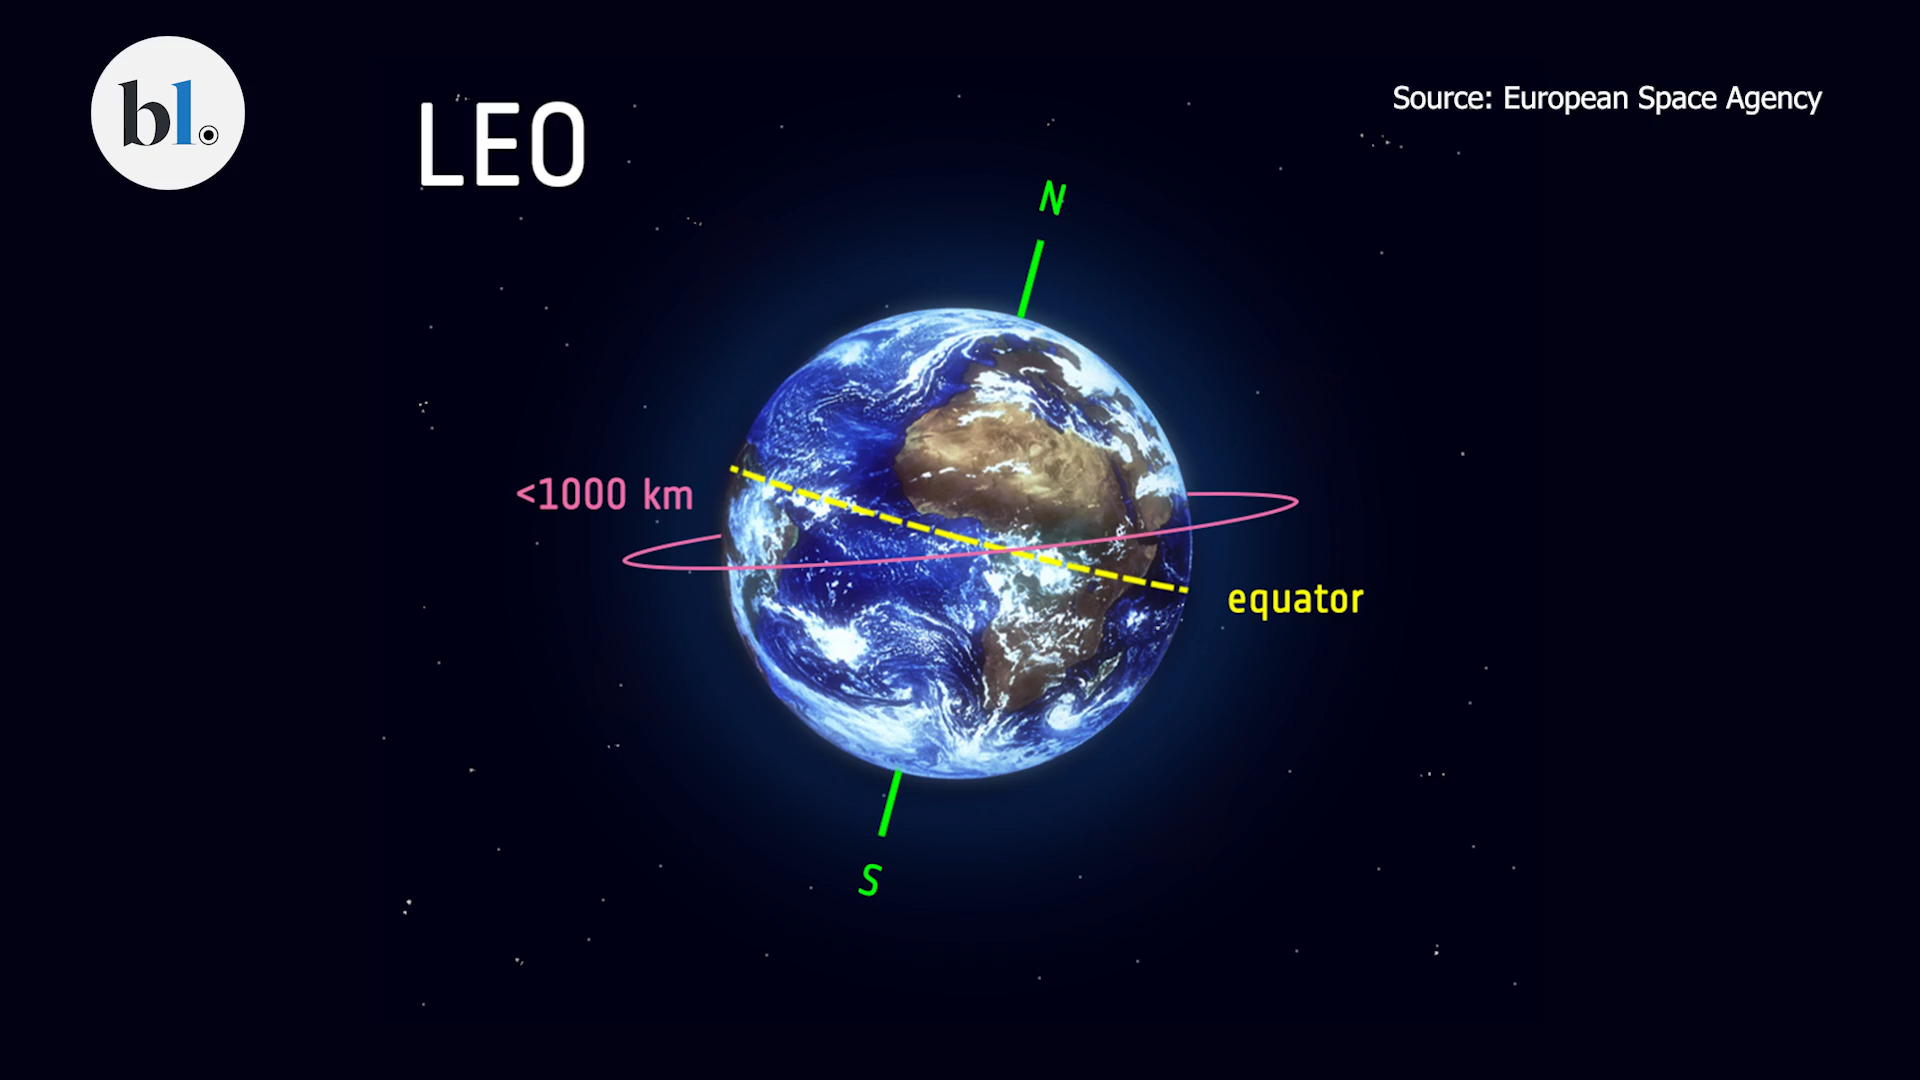 bl.
LEO
Source: European Space Agency
N
<1000 km
equator
S